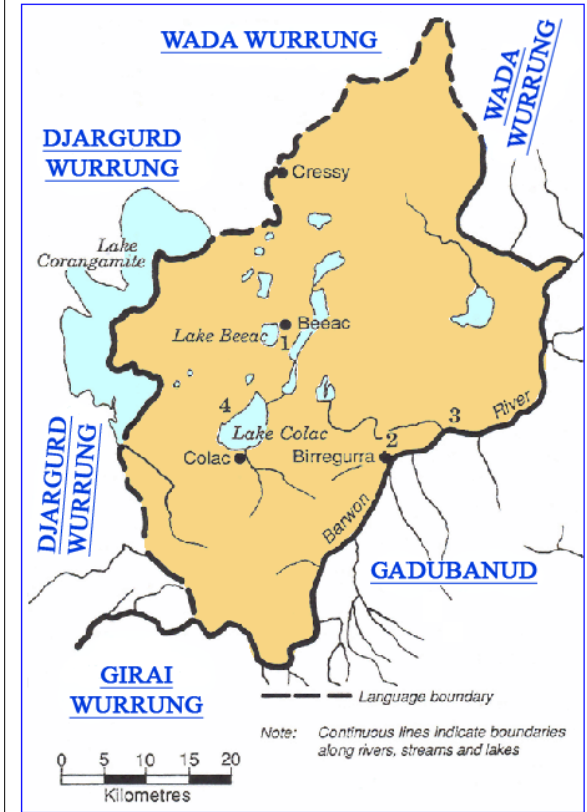 WADA WURRUNG
WADA
WURRUNG
DJARGURD
WURRUNG
Cressy
Lake
Corangamite
Beeac
Lake Beeac
1
4
3
River
Lake Colac
2
Colac
Birregurra
Barwon
DJARGURD
WURRUNG
GADUBANUD
GIRAI
WURRUNG
Language boundary
Note: Continuous lines indicate boundaries
along rivers, streams and lakes
0 5 10 15 20
Kilometres